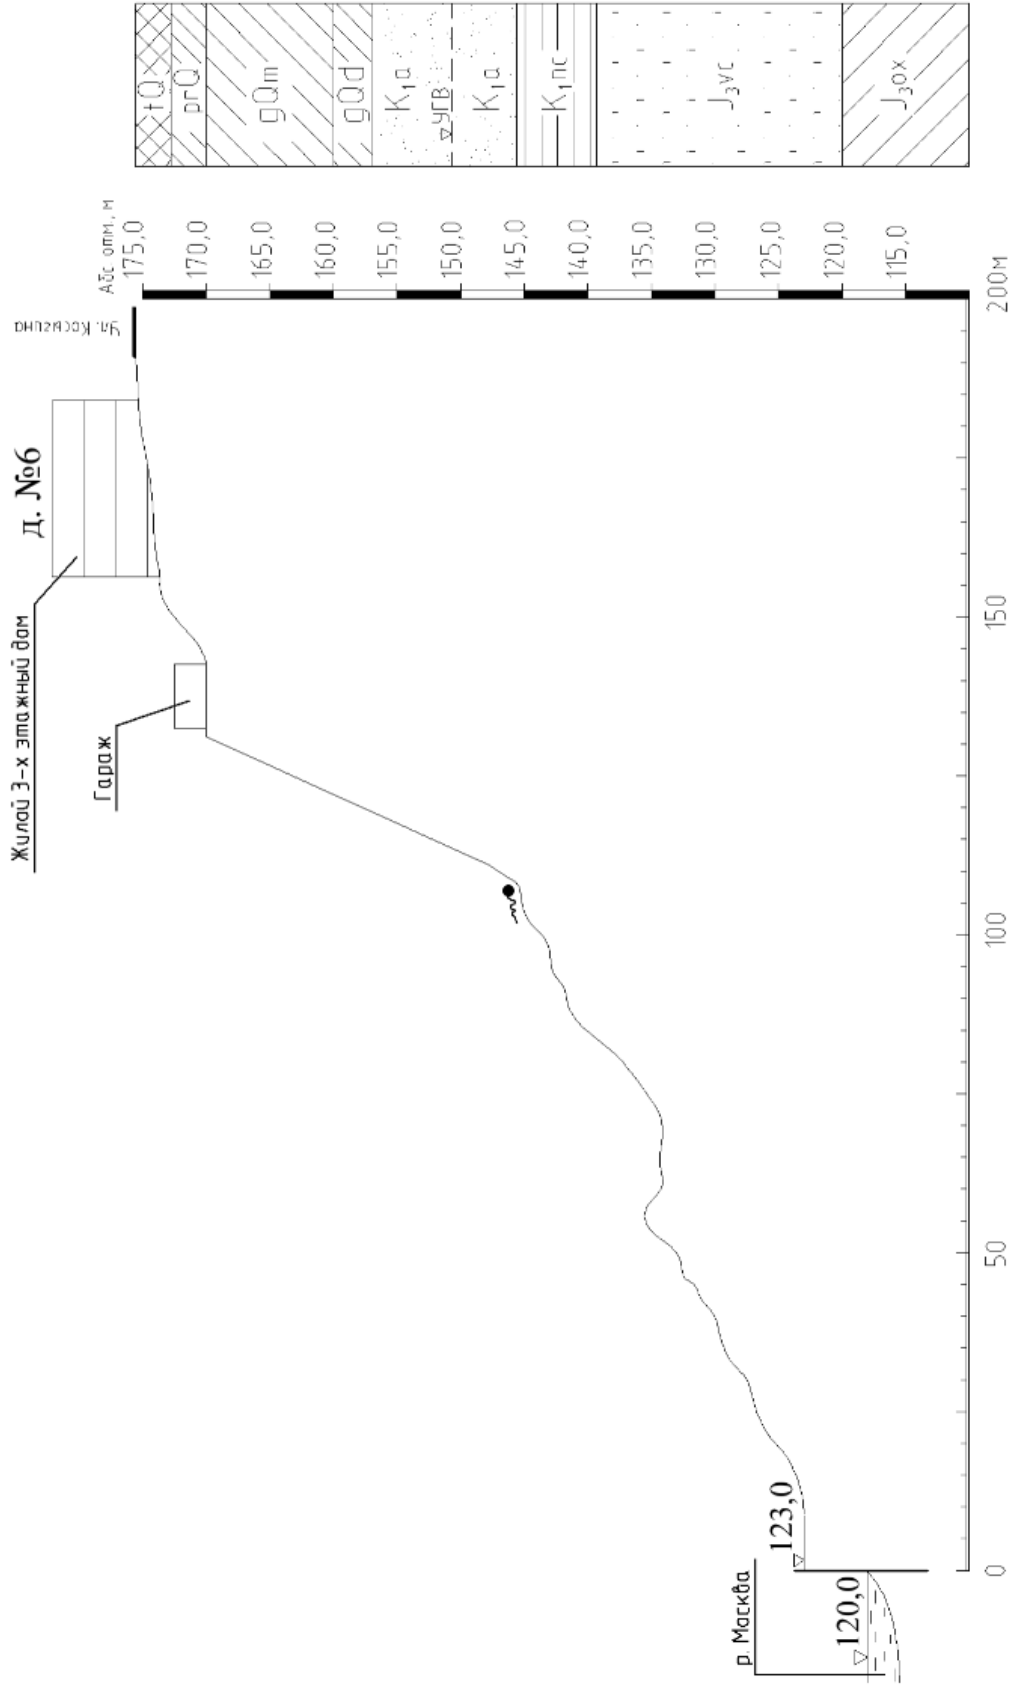 Жилой 3-х этажный дом
Д. №6
Ул. Косыгина
Гараж
р. Москва
120,0
123,0
Абс. отм., м
175,0
170,0
165,0
160,0
155,0
150,0
145,0
140,0
135,0
130,0
125,0
120,0
115,0
0
50
100
150
200м
tQ
prQ
gQm
gQd
K₁a
УГВ
K₁a
K₁пс
J₃vc
J₃ox